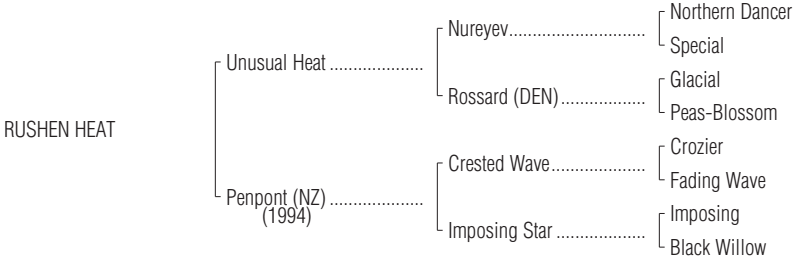 Northern Dancer
Nureyev..............................
Special
Unusual Heat ....................
Glacial
Rossard (DEN)..................
Peas-Blossom
RUSHEN HEAT
Crozier
Crested Wave....................
Fading Wave
Penpont (NZ) ....................
(1994)
Imposing
Imposing Star ...................
Black Willow